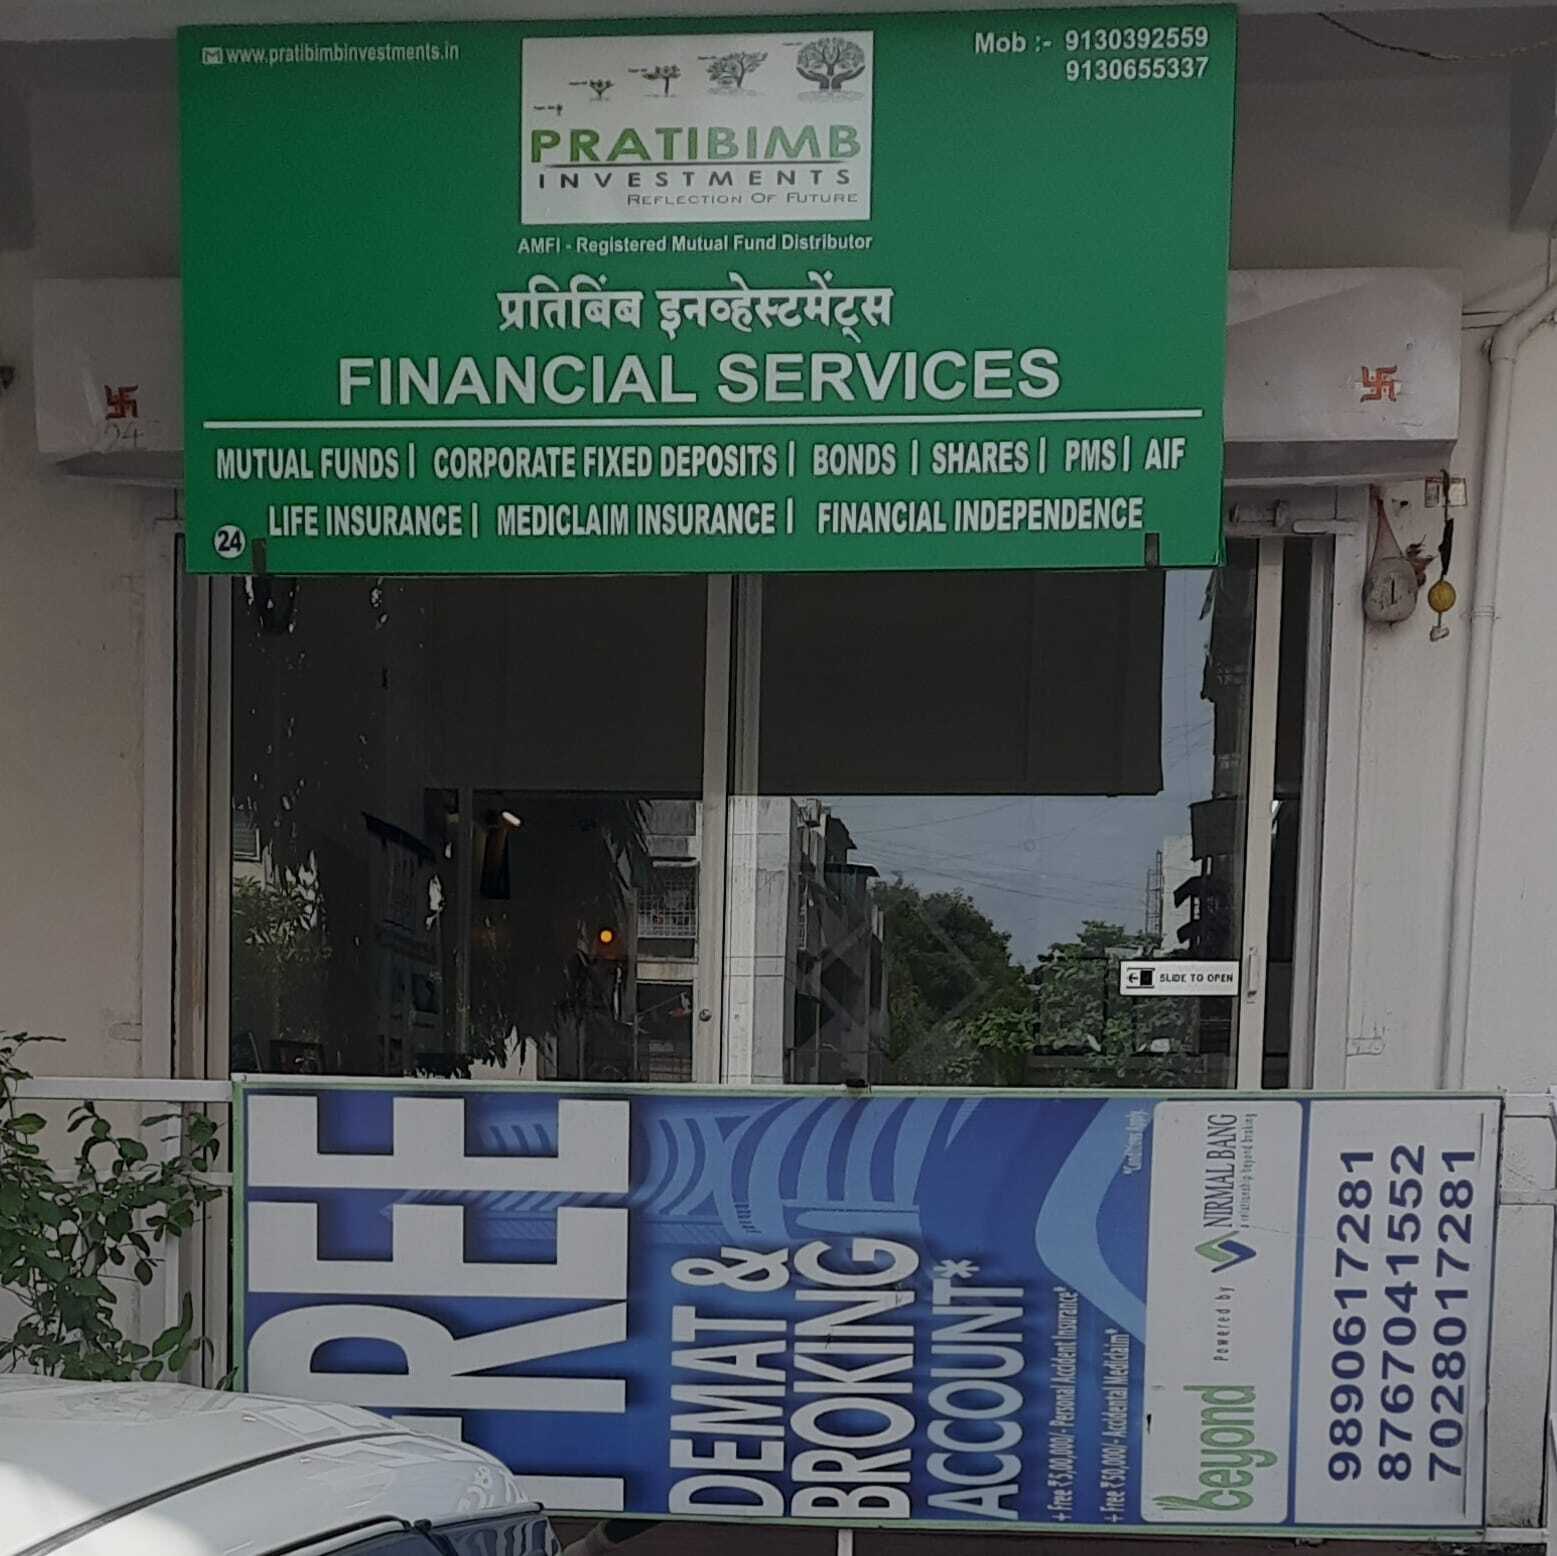 www.pratibimbinvestments.in
Mob :- 9130392559
9130655337
PRATIBIMB
INVESTMENTS
REFLECTION OF FUTURE
AMFI - Registered Mutual Fund Distributor
प्रतिबिंब इनव्हेस्टमेंट्स
FINANCIAL SERVICES
MUTUAL FUNDS | CORPORATE FIXED DEPOSITS | BONDS | SHARES | PMS | AIF
LIFE INSURANCE | MEDICLAIM INSURANCE | FINANCIAL INDEPENDENCE
24
24
SLIDE TO OPEN
FREE
DEMAT &
BROKING
ACCOUNT*
+ Free ₹5,00,000/- Personal Accident Insurance*
+ Free ₹50,000/- Accidental Mediclaim*
*Conditions Apply.
beyond Powered by NIRMAL BANG
a relationship beyond broking
9890617281
8767041552
7028017281